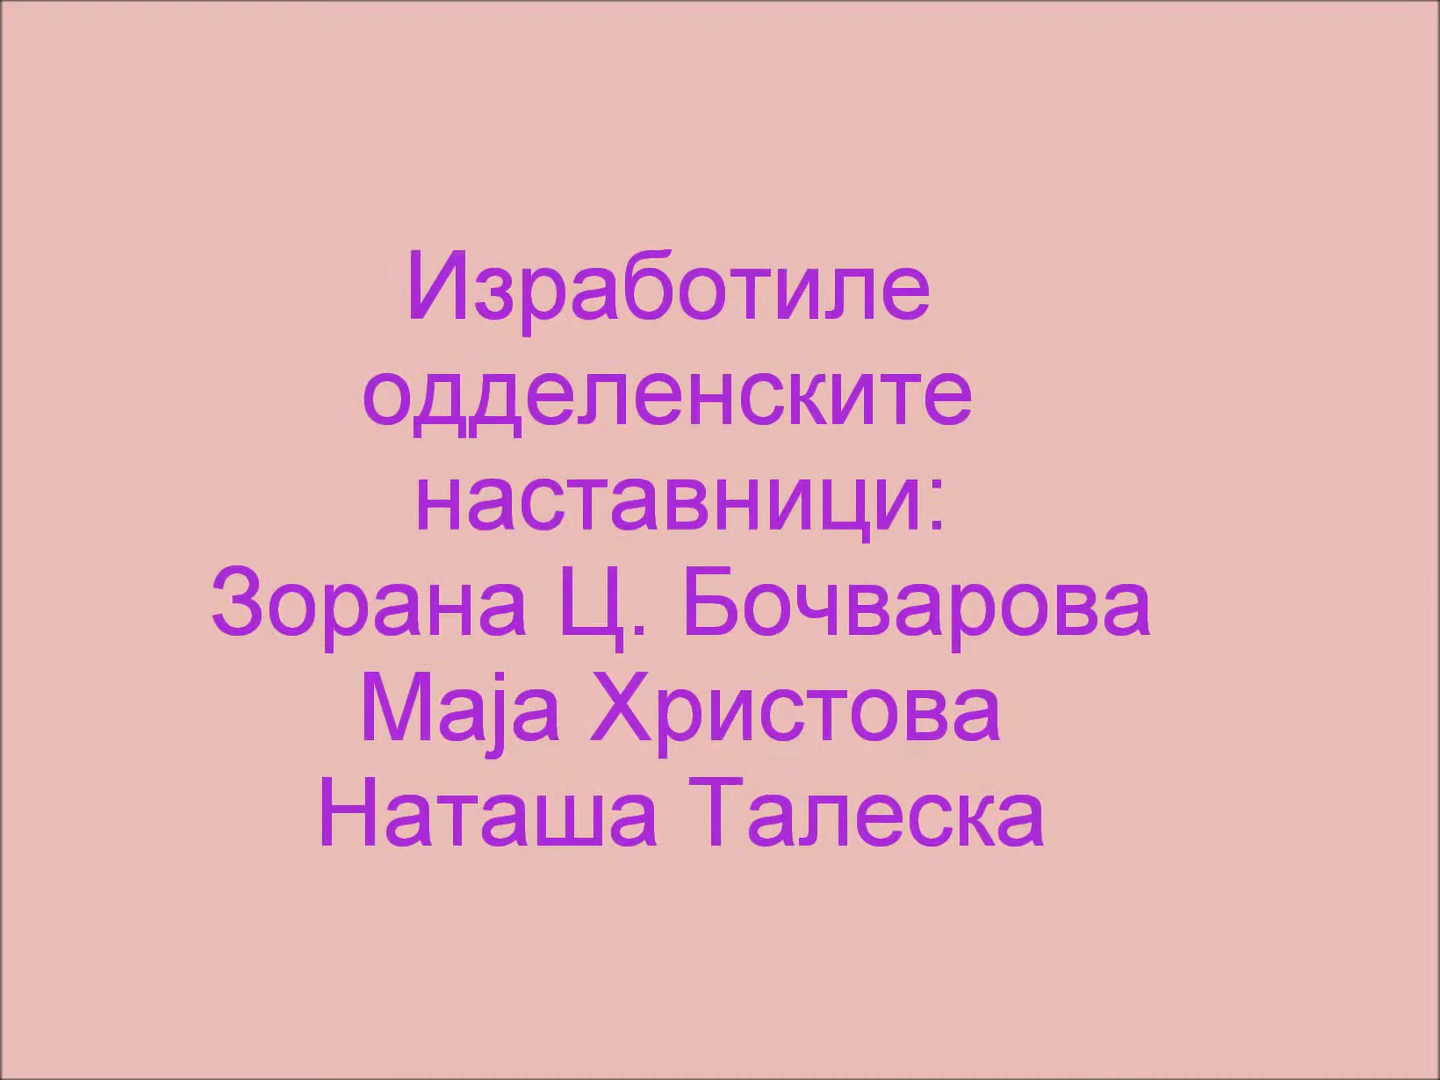 Изработиле
одделенските
наставници:
Зорана Ц. Бочварова
Маја Христова
Наташа Талеска